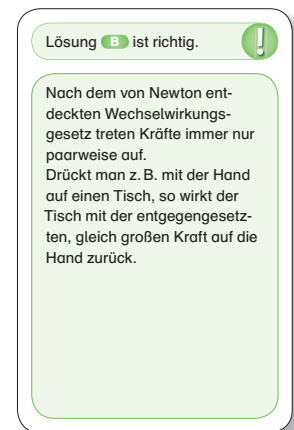 Lösung B ist richtig.
!
Nach dem von Newton ent-
deckten Wechselwirkungs-
gesetz treten Kräfte immer nur
paarweise auf.
Drückt man z. B. mit der Hand
auf einen Tisch, so wirkt der
Tisch mit der entgegengesetz-
ten, gleich großen Kraft auf die
Hand zurück.